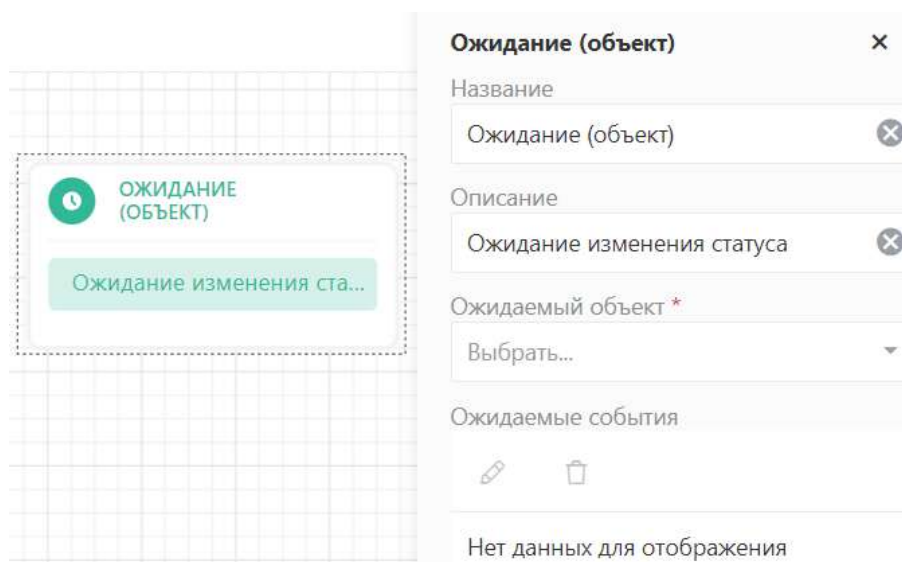 ОЖИДАНИЕ
(ОБЪЕКТ)
Ожидание изменения ста...
Ожидание (объект)
Название
Ожидание (объект)
Описание
Ожидание изменения статуса
Ожидаемый объект *
Выбрать...
Ожидаемые события
Нет данных для отображения